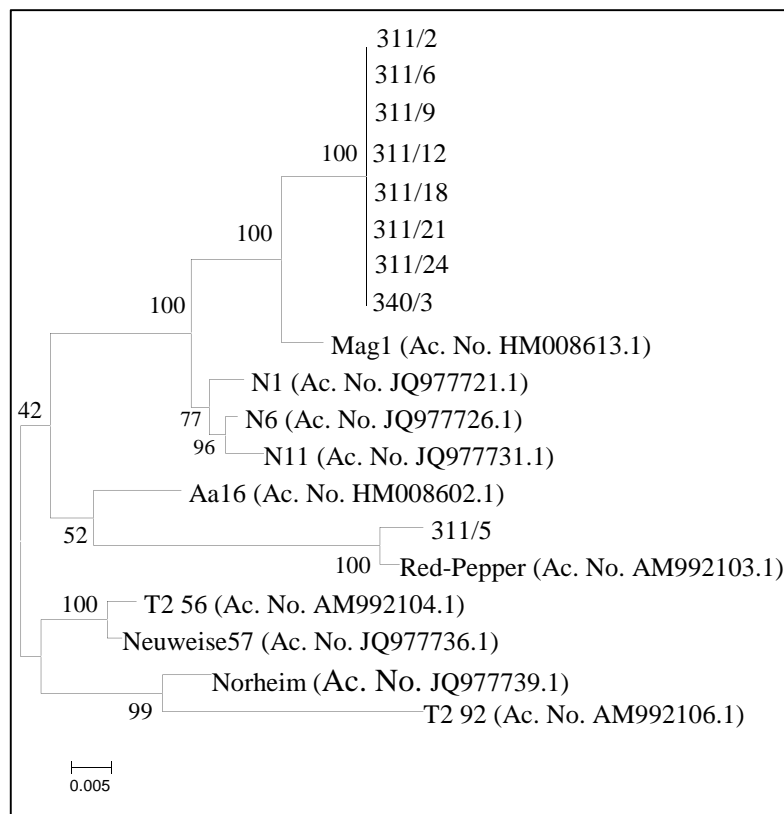 311/2
311/6
311/9
100
311/12
311/18
311/21
100
311/24
100
340/3
Mag1 (Ac. No. HM008613.1)
N1 (Ac. No. JQ977721.1)
42
77
N6 (Ac. No. JQ977726.1)
96
N11 (Ac. No. JQ977731.1)
Aa16 (Ac. No. HM008602.1)
52
311/5
100
Red-Pepper (Ac. No. AM992103.1)
100
T2 56 (Ac. No. AM992104.1)
Neuweise57 (Ac. No. JQ977736.1)
Norheim (Ac. No. JQ977739.1)
99
T2 92 (Ac. No. AM992106.1)
0.005